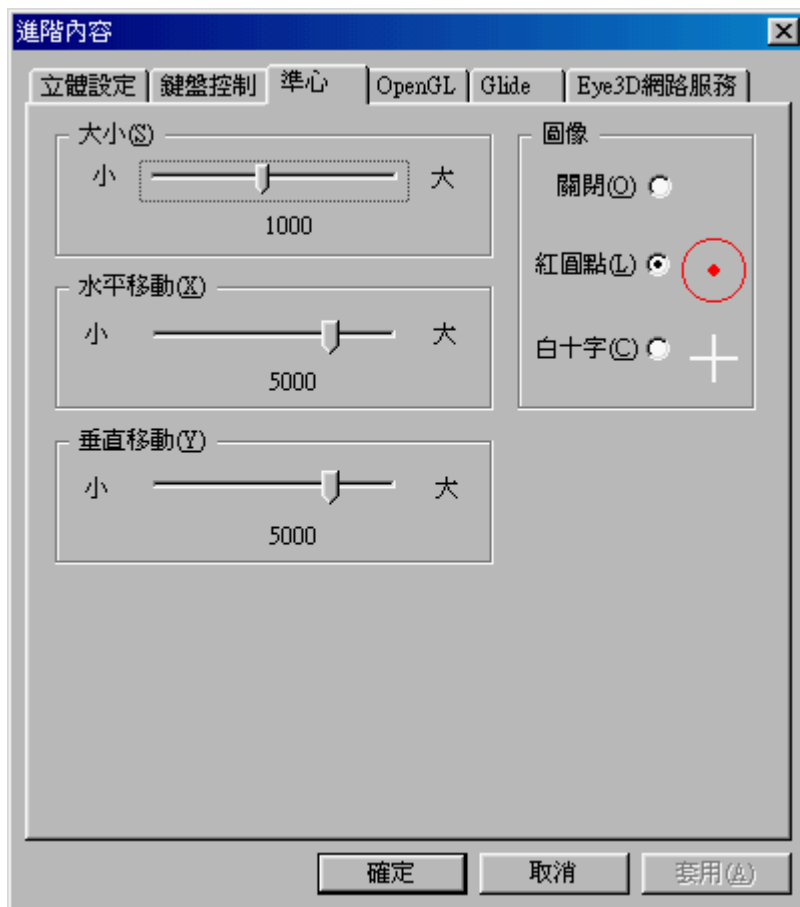 進階內容
立體設定 鍵盤控制 準心 OpenGL Glide Eye3D網路服務
大小(S)
小 大
1000
水平移動(X)
小 大
5000
垂直移動(Y)
小 大
5000
圖像
關閉(O)
紅圓點(L)
白十字(C)
確定 取消 套用(A)